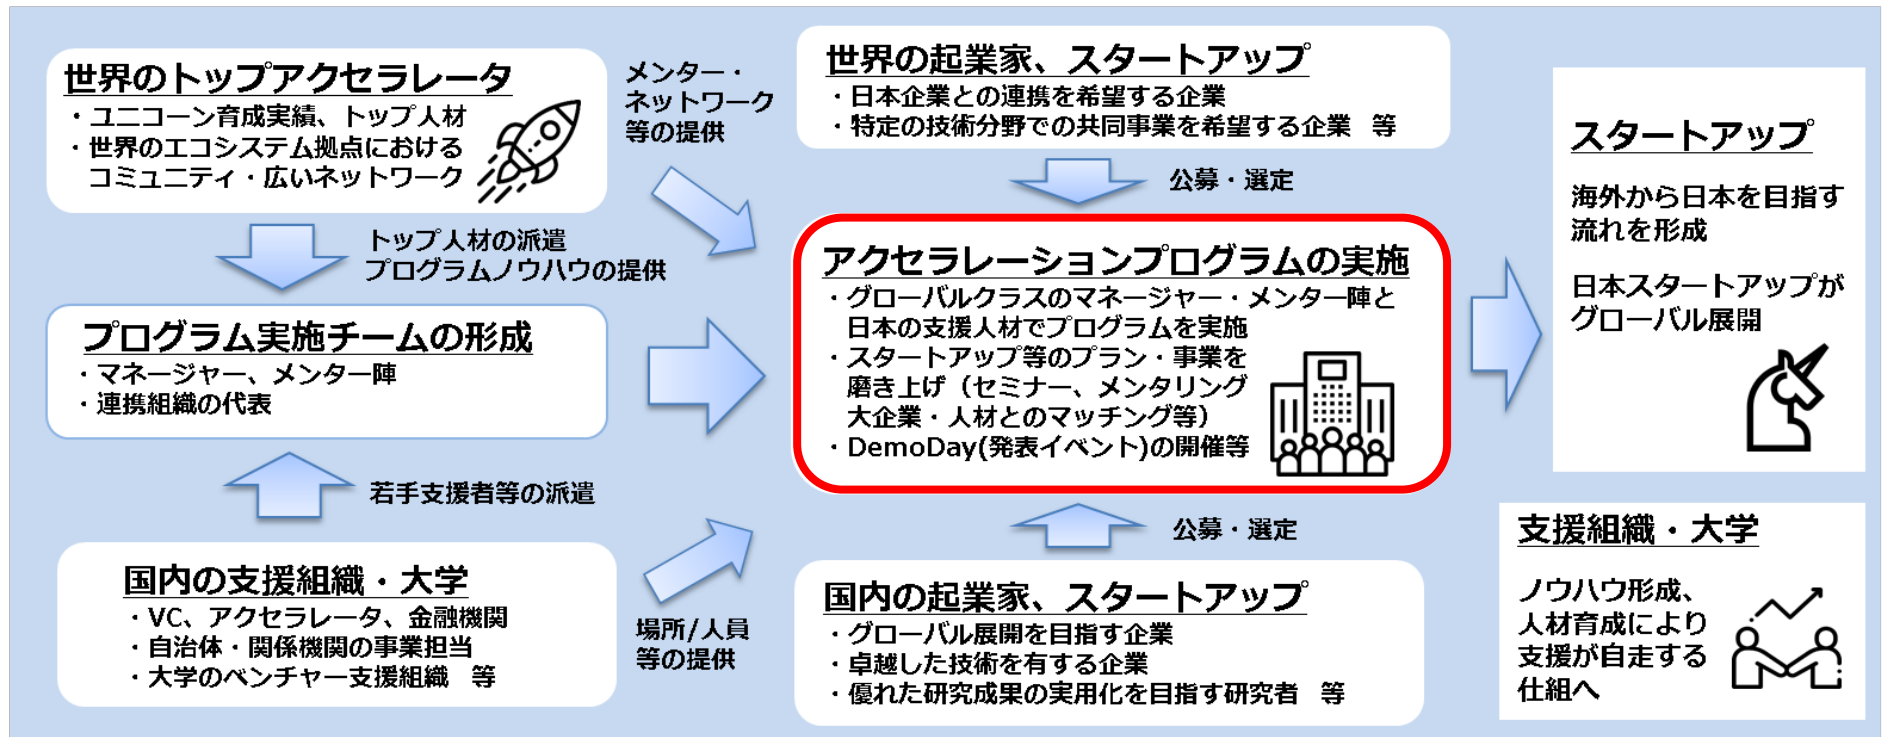 世界のトップアクセラレータ
・ユニコーン育成実績、トップ人材
・世界のエコシステム拠点における
コミュニティ・広いネットワーク
メンター・
ネットワーク
等の提供
世界の起業家、スタートアップ
・日本企業との連携を希望する企業
・特定の技術分野での共同事業を希望する企業 等
公募・選定
トップ人材の派遣
プログラムノウハウの提供
プログラム実施チームの形成
・マネージャー、メンター陣
・連携組織の代表
アクセラレーションプログラムの実施
・グローバルクラスのマネージャー・メンター陣と
日本の支援人材でプログラムを実施
・スタートアップ等のプラン・事業を
磨き上げ（セミナー、メンタリング
大企業・人材とのマッチング等）
・DemoDay(発表イベント)の開催等
若手支援者等の派遣
国内の支援組織・大学
・VC、アクセラレータ、金融機関
・自治体・関係機関の事業担当
・大学のベンチャー支援組織 等
場所/人員
等の提供
公募・選定
国内の起業家、スタートアップ
・グローバル展開を目指す企業
・卓越した技術を有する企業
・優れた研究成果の実用化を目指す研究者 等
スタートアップ
海外から日本を目指す
流れを形成
日本スタートアップが
グローバル展開
支援組織・大学
ノウハウ形成、
人材育成により
支援が自走する
仕組へ